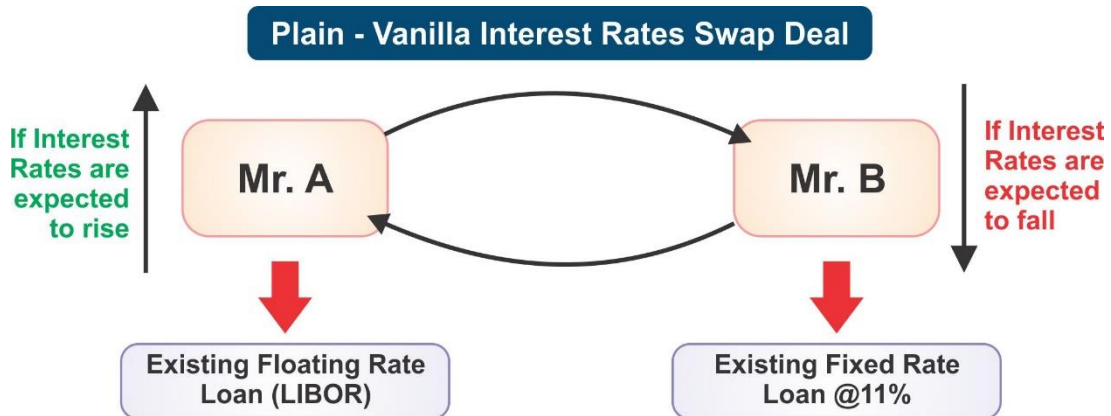 Plain - Vanilla Interest Rates Swap Deal
If Interest
Rates are
expected
to rise
Mr. A
Mr. B
If Interest
Rates are
expected
to fall
Existing Floating Rate
Loan (LIBOR)
Existing Fixed Rate
Loan @11%